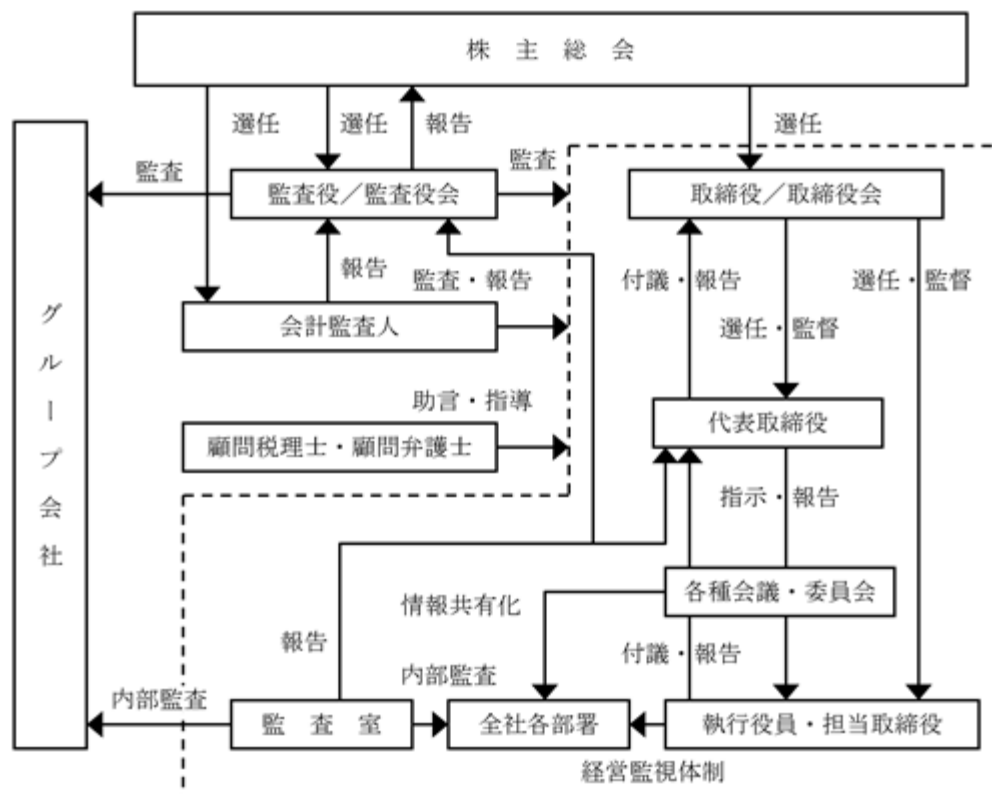 株主総会
選任
選任
報告
選任
監査
監査
監査役／監査役会
取締役／取締役会
報告
監査・報告
付議・報告
選任・監督
選任・監督
会計監査人
グループ会社
助言・指導
代表取締役
顧問税理士・顧問弁護士
指示・報告
各種会議・委員会
情報共有化
報告
付議・報告
内部監査
内部監査
監査室
全社各部署
執行役員・担当取締役
経営監視体制